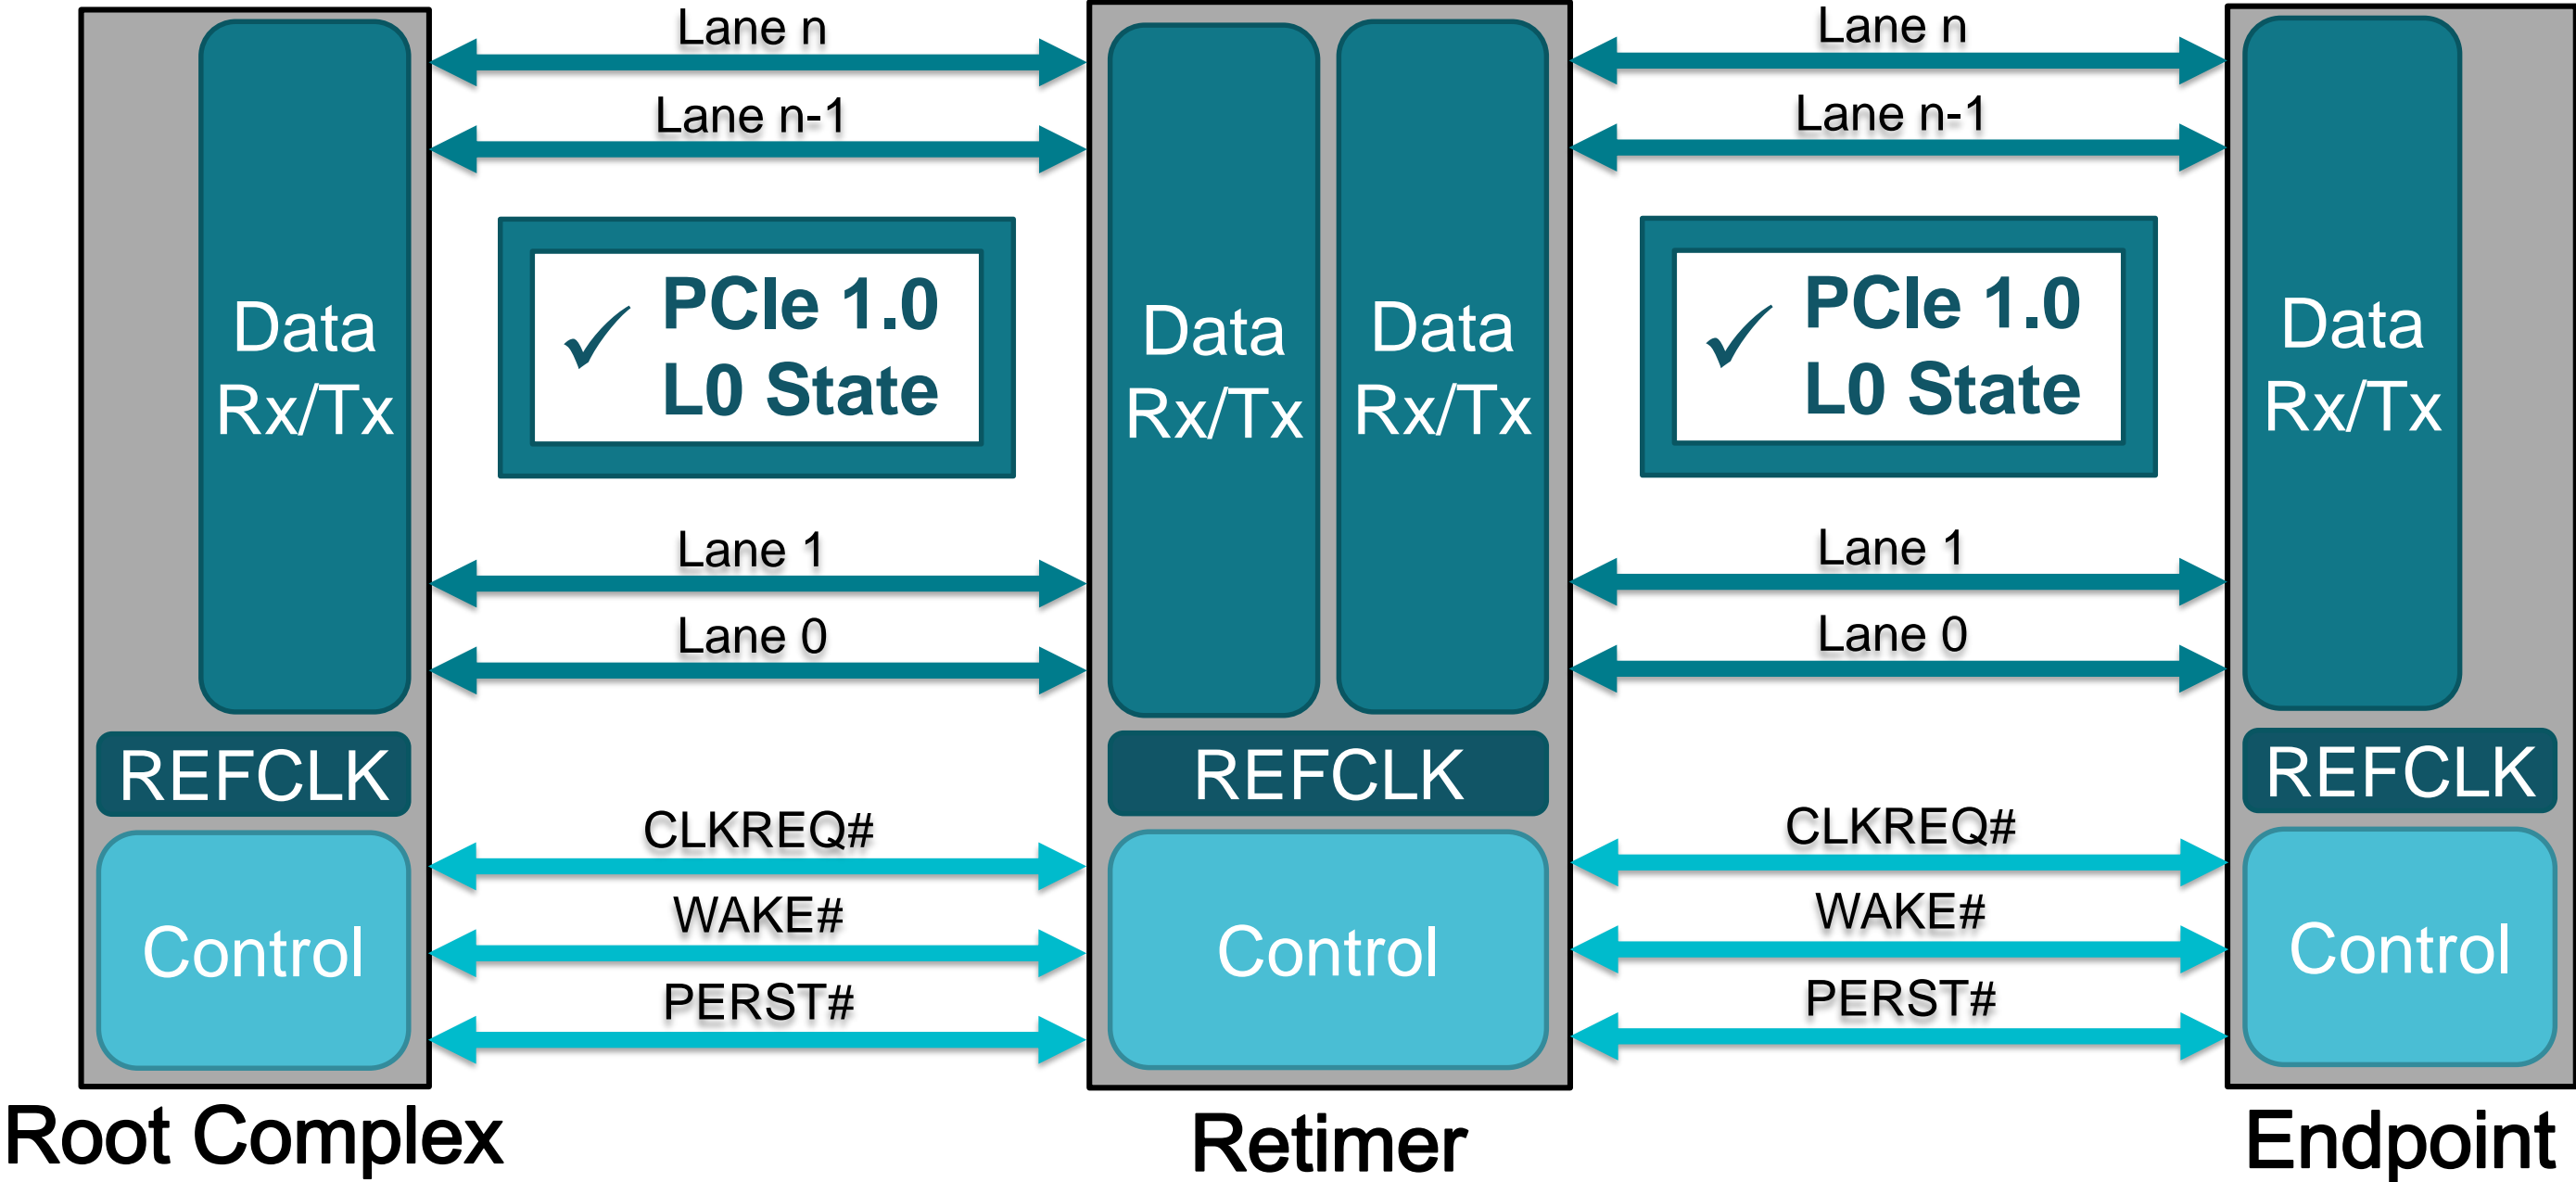 Lane n
Lane n
Lane n-1
Lane n-1
Data
Rx/Tx
✓ PCIe 1.0
L0 State
Data
Rx/Tx
Data
Rx/Tx
✓ PCIe 1.0
L0 State
Data
Rx/Tx
Lane 1
Lane 1
Lane 0
Lane 0
REFCLK
REFCLK
REFCLK
CLKREQ#
CLKREQ#
WAKE#
WAKE#
Control
Control
Control
PERST#
PERST#
Root Complex
Retimer
Endpoint